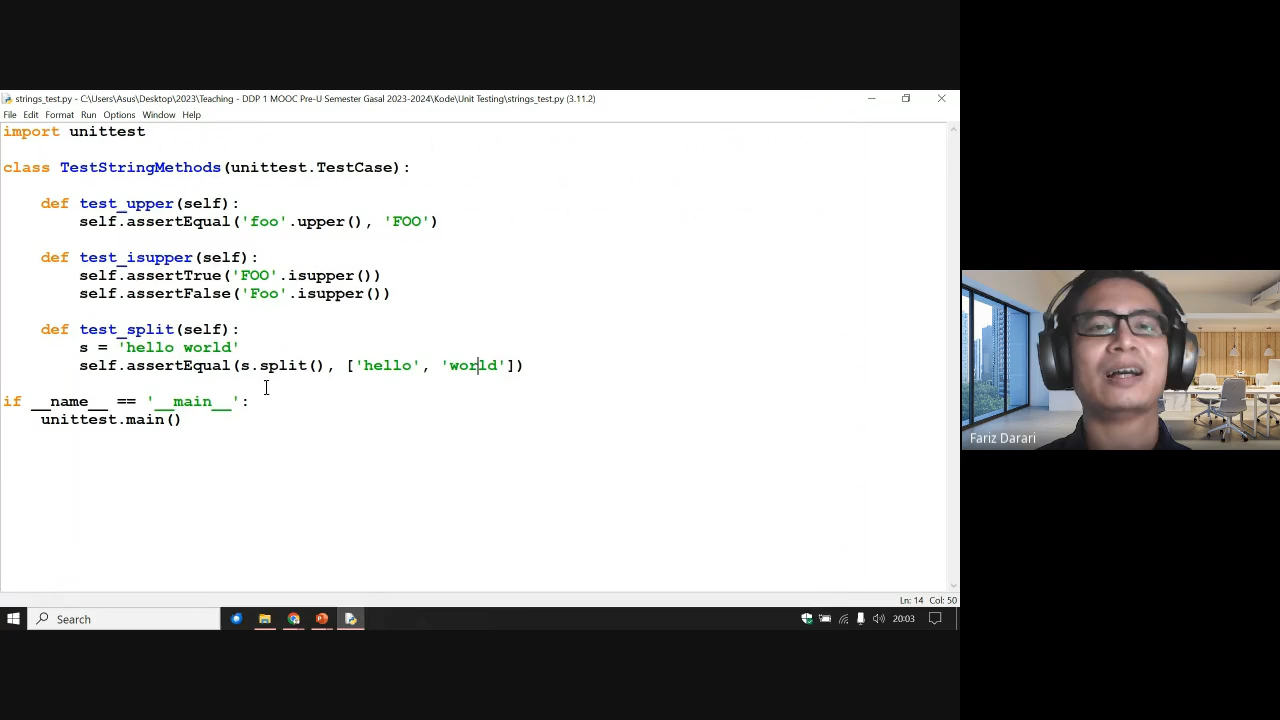 strings_test.py - C:\Users\Asus\Desktop\2023\Teaching - DDP 1 MOOC Pre-U Semester Gasal 2023-2024\Kode\Unit Testing\strings_test.py (3.11.2)
File Edit Format Run Options Window Help
import unittest
class TestStringMethods(unittest.TestCase):
def test_upper(self):
self.assertEqual('foo'.upper(), 'FOO')
def test_isupper(self):
self.assertTrue('FOO'.isupper())
self.assertFalse('Foo'.isupper())
def test_split(self):
s = 'hello world'
self.assertEqual(s.split(), ['hello', 'world'])
if __name__ == '__main__':
unittest.main()
Fariz Darari
Ln: 14 Col: 50
Search
20:03